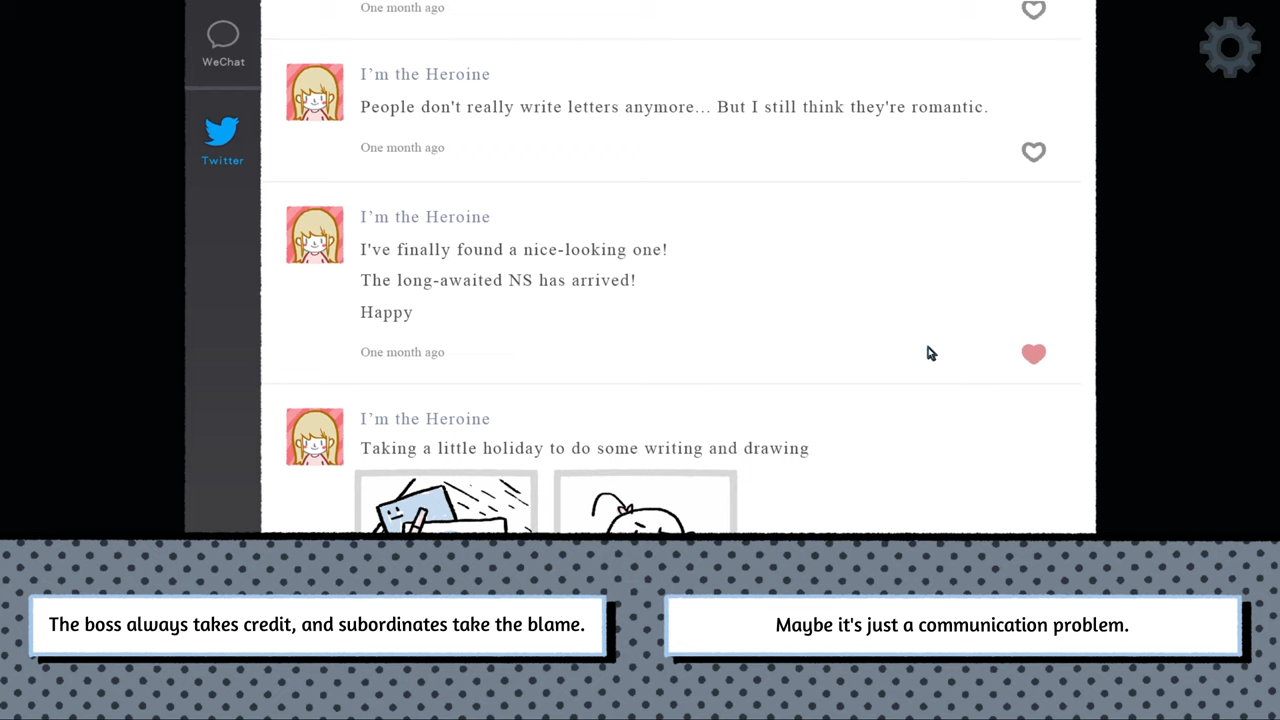 One month ago
WeChat
I'm the Heroine
People don't really write letters anymore... But I still think they're romantic.
One month ago
Twitter
I'm the Heroine
I've finally found a nice-looking one!
The long-awaited NS has arrived!
Happy
One month ago
I'm the Heroine
Taking a little holiday to do some writing and drawing
The boss always takes credit, and subordinates take the blame.
Maybe it's just a communication problem.